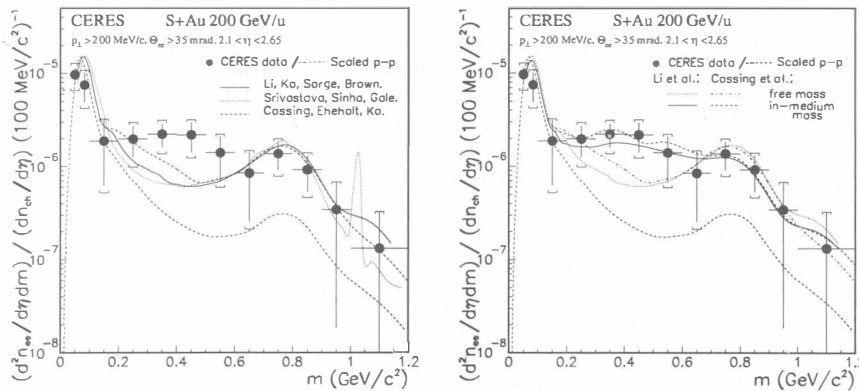 CERES S+Au 200 GeV/u
p⊥>200 MeV/c, Θee>35 mrad, 2.1<η<2.65
CERES data Scaled p-p
Li, Ko, Sorge, Brown.
Srivastava, Sinha, Gale.
Cassing, Ehehalt, Ko.
(d²nee/dηdm) / (dnch/dη) (100 MeV/c²)⁻¹
10⁻⁵
10⁻⁶
10⁻⁷
10⁻⁸
0 0.2 0.4 0.6 0.8 1 1.2
m (GeV/c²)
CERES S+Au 200 GeV/u
p⊥>200 MeV/c, Θee>35 mrad, 2.1<η<2.65
CERES data / Scaled p-p
Li et al.: Cassing et al.:
free mass
in-medium
mass
(d²nee/dηdm) / (dnch/dη) (100 MeV/c²)⁻¹
10⁻⁵
10⁻⁶
10⁻⁷
10⁻⁸
0 0.2 0.4 0.6 0.8 1 1.2
m (GeV/c²)